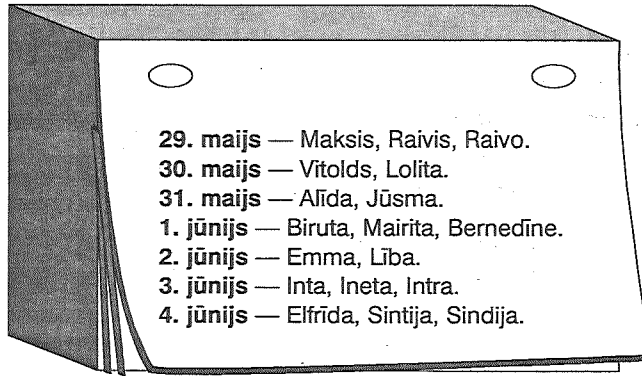 29. maijs — Maksis, Raivis, Raivo.
30. maijs — Vitolds, Lolita.
31. maijs — Alīda, Jūsma.
1. jūnijs — Biruta, Mairita, Bernedīne.
2. jūnijs — Emma, Lība.
3. jūnijs — Inta, Ineta, Intra.
4. jūnijs — Elfrīda, Sintija, Sindija.